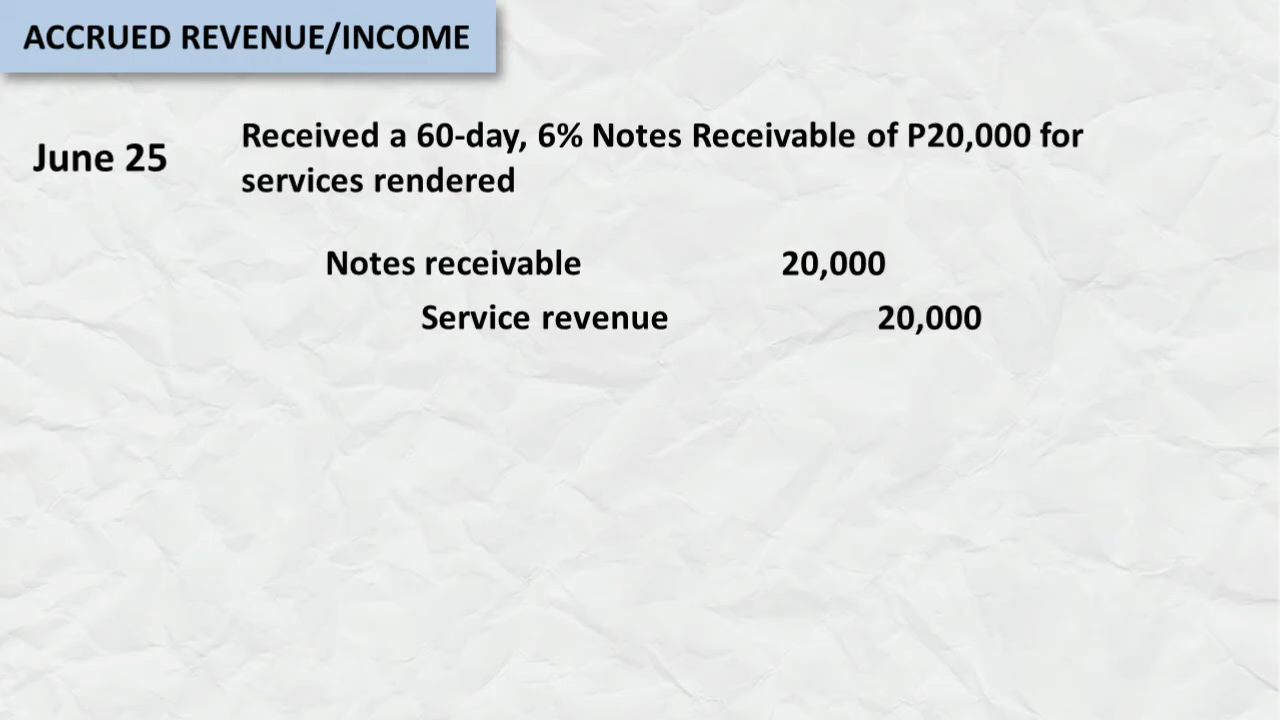 ACCRUED REVENUE/INCOME
June 25
Received a 60-day, 6% Notes Receivable of P20,000 for
services rendered
Notes receivable 20,000
Service revenue 20,000